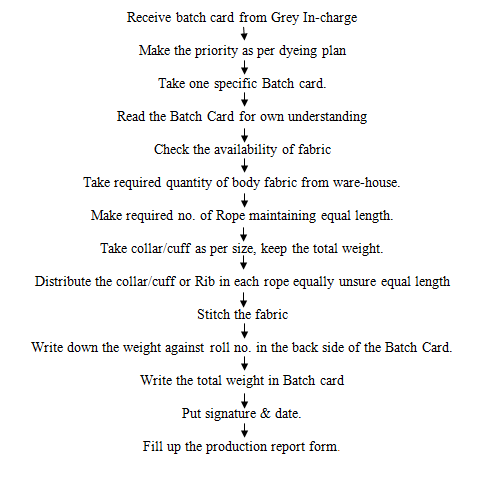 Receive batch card from Grey In-charge
Make the priority as per dyeing plan
Take one specific Batch card.
Read the Batch Card for own understanding
Check the availability of fabric
Take required quantity of body fabric from ware-house.
Make required no. of Rope maintaining equal length.
Take collar/cuff as per size, keep the total weight.
Distribute the collar/cuff or Rib in each rope equally unsure equal length
Stitch the fabric
Write down the weight against roll no. in the back side of the Batch Card.
Write the total weight in Batch card
Put signature & date.
Fill up the production report form.